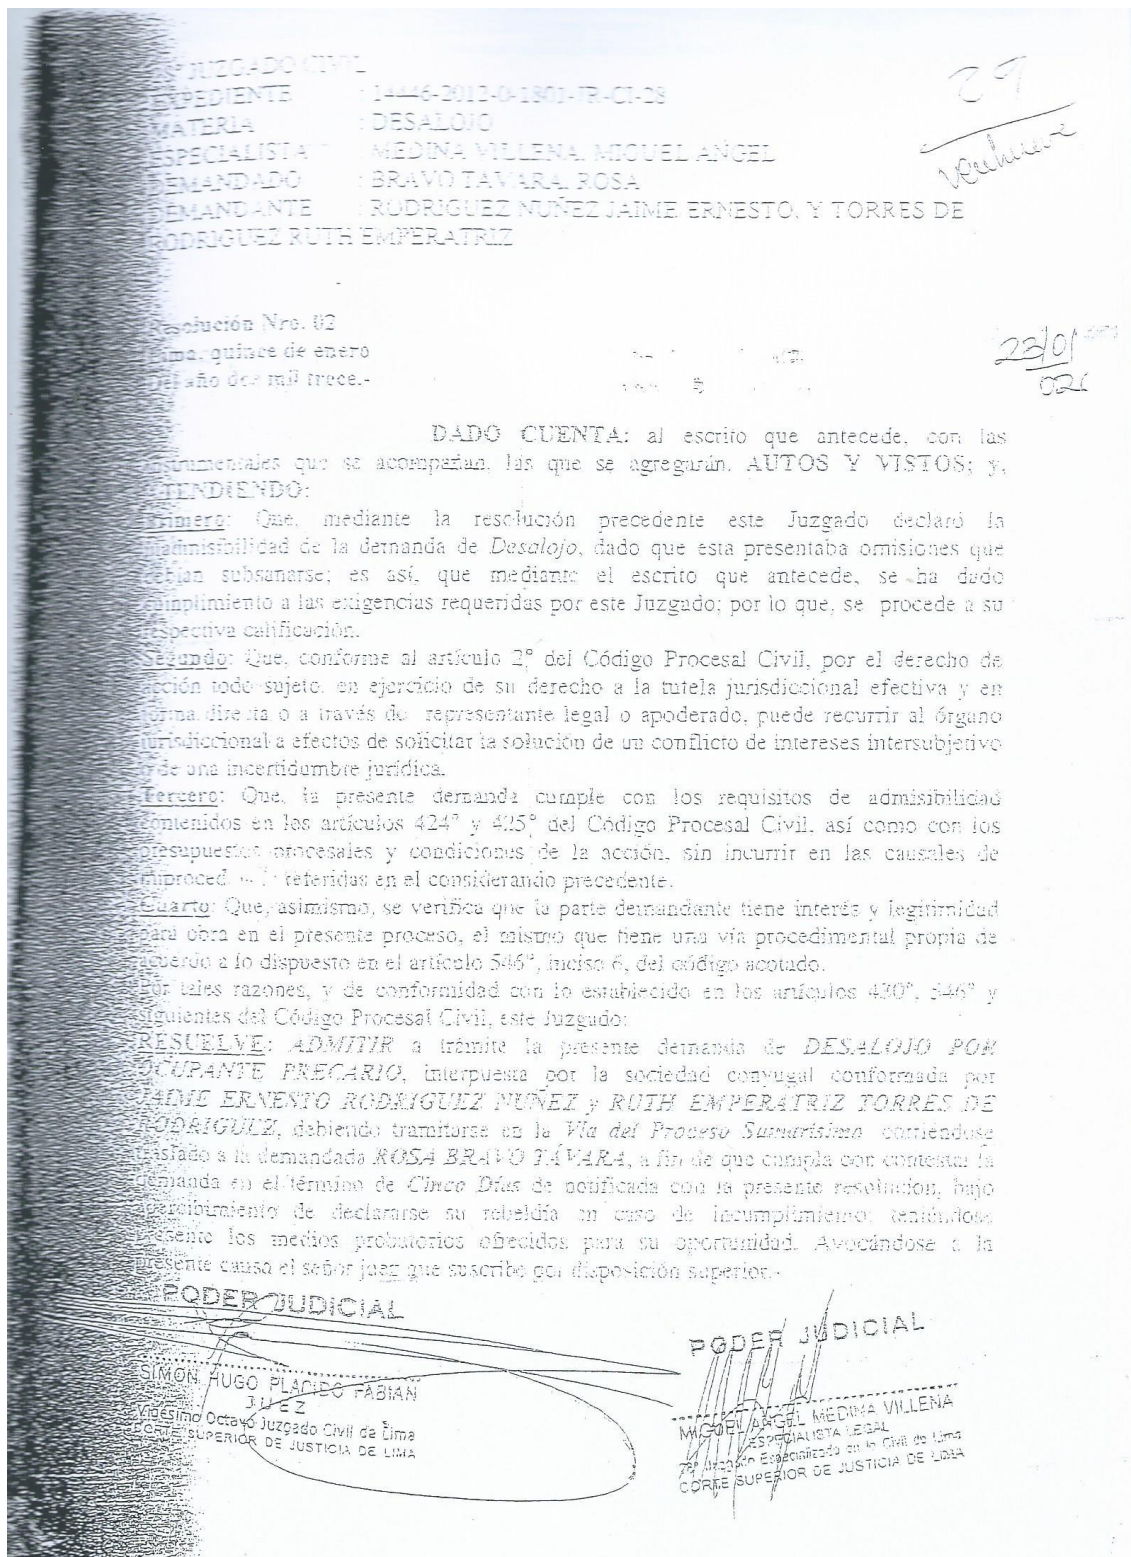 28º JUZGADO CIVIL
EXPEDIENTE : 14446-2012-0-1801-JR-CI-28
MATERIA : DESALOJO
ESPECIALISTA : MEDINA VILLENA, MIGUEL ANGEL
DEMANDADO : BRAVO TAVARA, ROSA
DEMANDANTE : RODRIGUEZ NUÑEZ JAIME ERNESTO, Y TORRES DE
RODRIGUEZ RUTH EMPERATRIZ
29
veintinueve
Resolución Nro. 02
Lima, quince de enero
Del año dos mil trece.-
23/01
DADO CUENTA: al escrito que antecede, con las
instrumentales que se acompañan, las que se agregarán, AUTOS Y VISTOS; y,
ATENDIENDO:
Primero: Que, mediante la resolución precedente este Juzgado declaró la
inadmisibilidad de la demanda de Desalojo, dado que esta presentaba omisiones que
debían subsanarse; es así, que mediante el escrito que antecede, se ha dado
cumplimiento a las exigencias requeridas por este Juzgado; por lo que, se procede a su
respectiva calificación.
Segundo: Que, conforme al artículo 2° del Código Procesal Civil, por el derecho de
acción todo sujeto, en ejercicio de su derecho a la tutela jurisdiccional efectiva y en
forma directa o a través de representante legal o apoderado, puede recurrir al órgano
jurisdiccional a efectos de solicitar la solución de un conflicto de intereses intersubjetivo
o de una incertidumbre jurídica.
Tercero: Que, la presente demanda cumple con los requisitos de admisibilidad
contenidos en los artículos 424° y 425° del Código Procesal Civil, así como con los
presupuestos procesales y condiciones de la acción, sin incurrir en las causales de
improced referidas en el considerando precedente.
Cuarto: Que, asimismo, se verifica que la parte demandante tiene interés y legitimidad
para obra en el presente proceso, el mismo que tiene una vía procedimental propia de
acuerdo a lo dispuesto en el artículo 546°, inciso 6, del código acotado.
Por tales razones, y de conformidad con lo establecido en los artículos 430°, 546° y
siguientes del Código Procesal Civil, este Juzgado:
RESUELVE: ADMITIR a trámite la presente demanda de DESALOJO POR
OCUPANTE PRECARIO, interpuesta por la sociedad conyugal conformada por
JAIME ERNESTO RODRIGUEZ NUÑEZ y RUTH EMPERATRIZ TORRES DE
RODRIGUEZ, debiendo tramitarse en la Vía del Proceso Sumarísimo corriéndose
traslado a la demandada ROSA BRAVO TÁVARA, a fin de que cumpla con contestar la
demanda en el término de Cinco Días de notificada con la presente resolución, bajo
apercibimiento de declararse su rebeldía en caso de incumplimiento; teniéndose
presente los medios probatorios ofrecidos para su oportunidad. Avocándose a la
presente causa el señor juez que suscribe por disposición superior.-
PODER JUDICIAL
SIMON HUGO PLACIDO FABIAN
JUEZ
Vigésimo Octavo Juzgado Civil de Lima
CORTE SUPERIOR DE JUSTICIA DE LIMA
PODER JUDICIAL
MIGUEL ANGEL MEDINA VILLENA
ESPECIALISTA LEGAL
28º Juzgado Especializado en lo Civil de Lima
CORTE SUPERIOR DE JUSTICIA DE LIMA